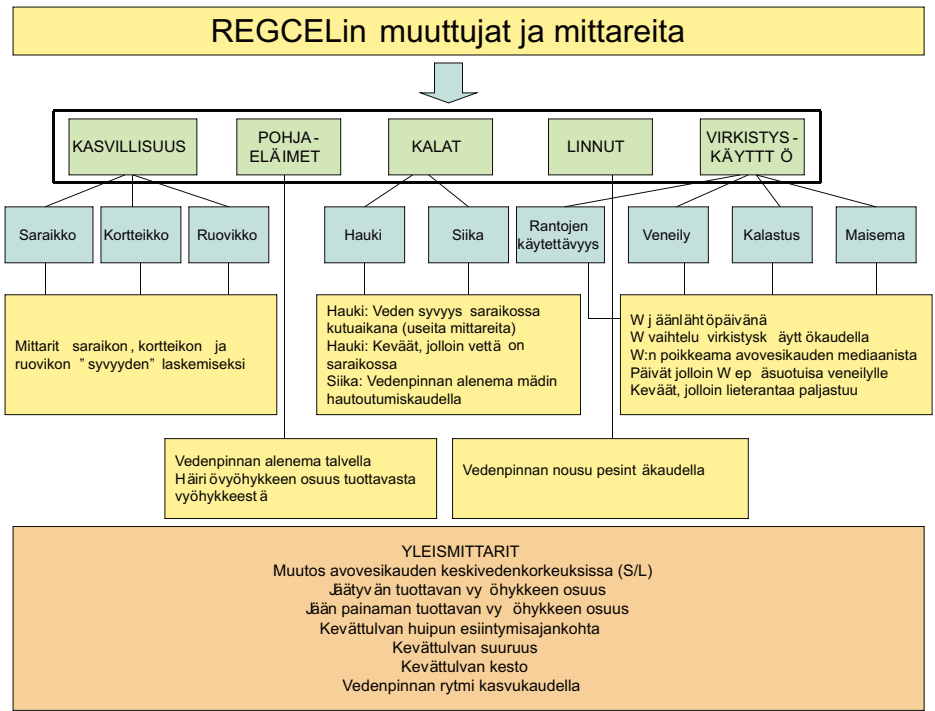 REGCELin muuttujat ja mittareita
KASVILLISUUS
POHJA-
ELÄIMET
KALAT
LINNUT
VIRKISTYS-
KÄYTTT Ö
Saraikko
Kortteikko
Ruovikko
Hauki
Siika
Rantojen
käytettävyys
Veneily
Kalastus
Maisema
Mittarit saraikon, kortteikon ja
ruovikon "syvyyden" laskemiseksi
Hauki: Veden syvyys saraikossa
kutuaikana (useita mittareita)
Hauki: Keväät, jolloin vettä on
saraikossa
Siika: Vedenpinnan alenema mädin
hautoutumiskaudella
W j äänläht öpäivänä
W vaihtelu virkistysk äytt ökaudella
W:n poikkeama avovesikauden mediaanista
Päivät jolloin W ep äsuotuisa veneilylle
Keväät, jolloin lieterantaa paljastuu
Vedenpinnan alenema talvella
Häiri övyöhykkeen osuus tuottavasta
vyöhykkeest ä
Vedenpinnan nousu pesint äkaudella
YLEISMITTARIT
Muutos avovesikauden keskivedenkorkeuksissa (S/L)
Jäätyvän tuottavan vy öhykkeen osuus
Jään painaman tuottavan vy öhykkeen osuus
Kevättulvan huipun esiintymisajankohta
Kevättulvan suuruus
Kevättulvan kesto
Vedenpinnan rytmi kasvukaudella